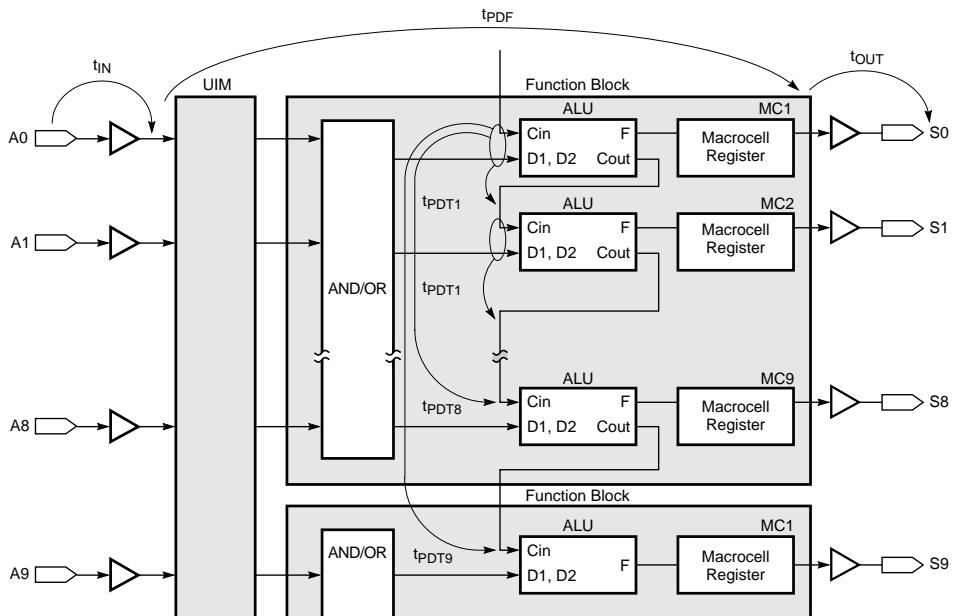 tPDF
tIN
tOUT
UIM
Function Block
ALU
MC1
A0
Cin
F
D1, D2
Cout
Macrocell
Register
S0
tPDT1
ALU
MC2
A1
Cin
F
D1, D2
Cout
Macrocell
Register
S1
AND/OR
tPDT1
ALU
MC9
A8
tPDT8
Cin
F
D1, D2
Cout
Macrocell
Register
S8
Function Block
ALU
MC1
AND/OR
tPDT9
A9
Cin
D1, D2
F
Macrocell
Register
S9